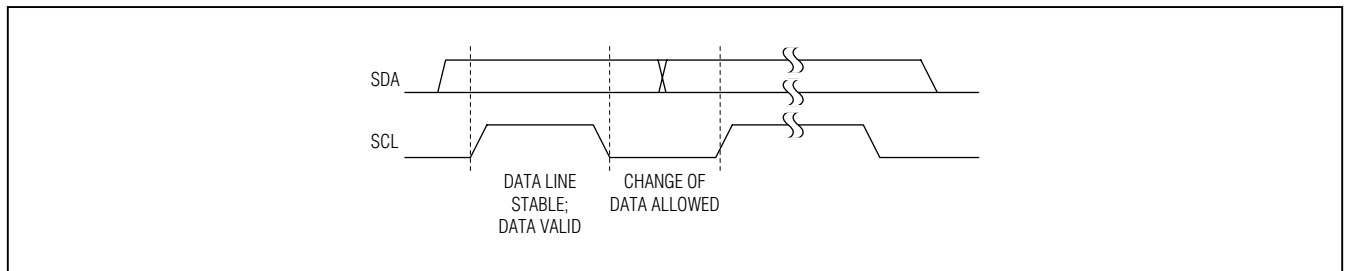 SDA
SCL
DATA LINE
STABLE;
DATA VALID
CHANGE OF
DATA ALLOWED